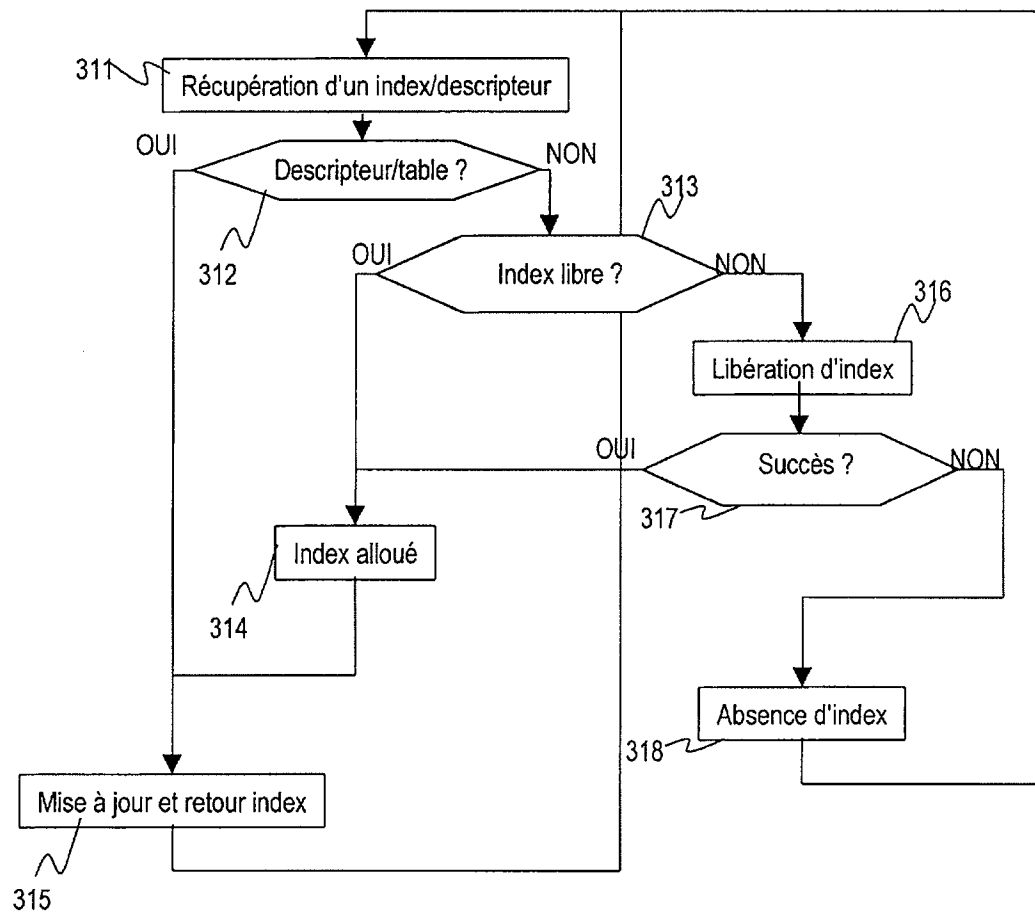 311
Récupération d'un index/descripteur
OUI
Descripteur/table ?
NON
312
313
OUI
Index libre ?
NON
316
Libération d'index
OUI
Succès ?
NON
317
Index alloué
314
Absence d'index
318
Mise à jour et retour index
315